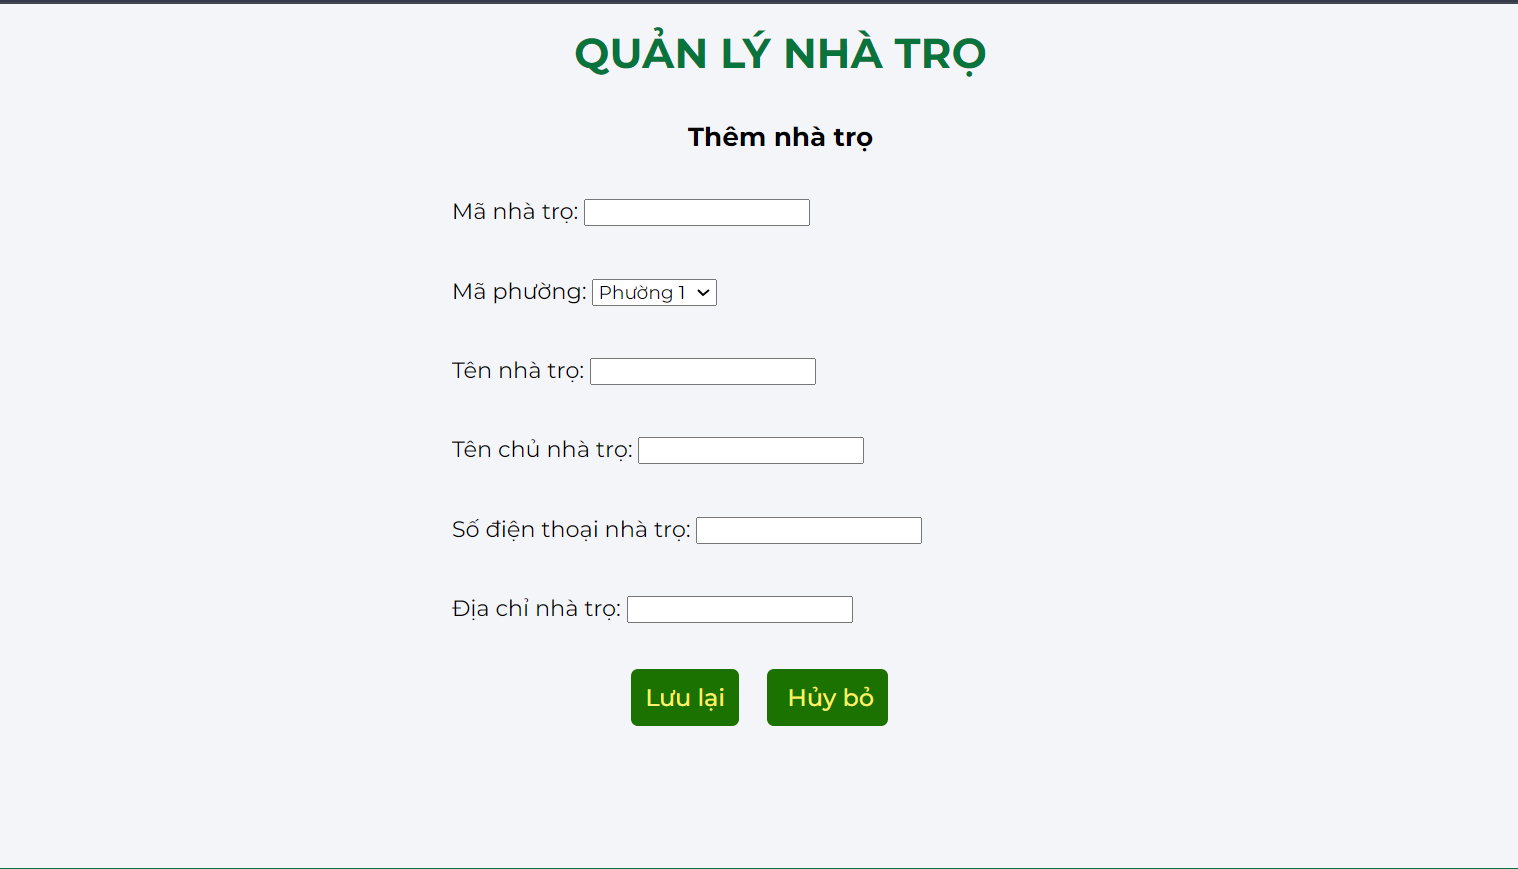 QUẢN LÝ NHÀ TRỌ
Thêm nhà trọ
Mã nhà trọ:
Mã phường: Phường 1
Tên nhà trọ:
Tên chủ nhà trọ:
Số điện thoại nhà trọ:
Địa chỉ nhà trọ:
Lưu lại Hủy bỏ